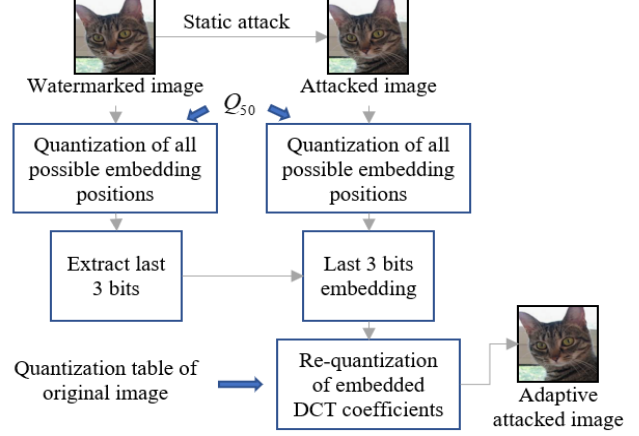 Static attack
Watermarked image
Attacked image
Q50
Quantization of all
possible embedding
positions
Quantization of all
possible embedding
positions
Extract last
3 bits
Last 3 bits
embedding
Quantization table of
original image
Re-quantization
of embedded
DCT coefficients
Adaptive
attacked image